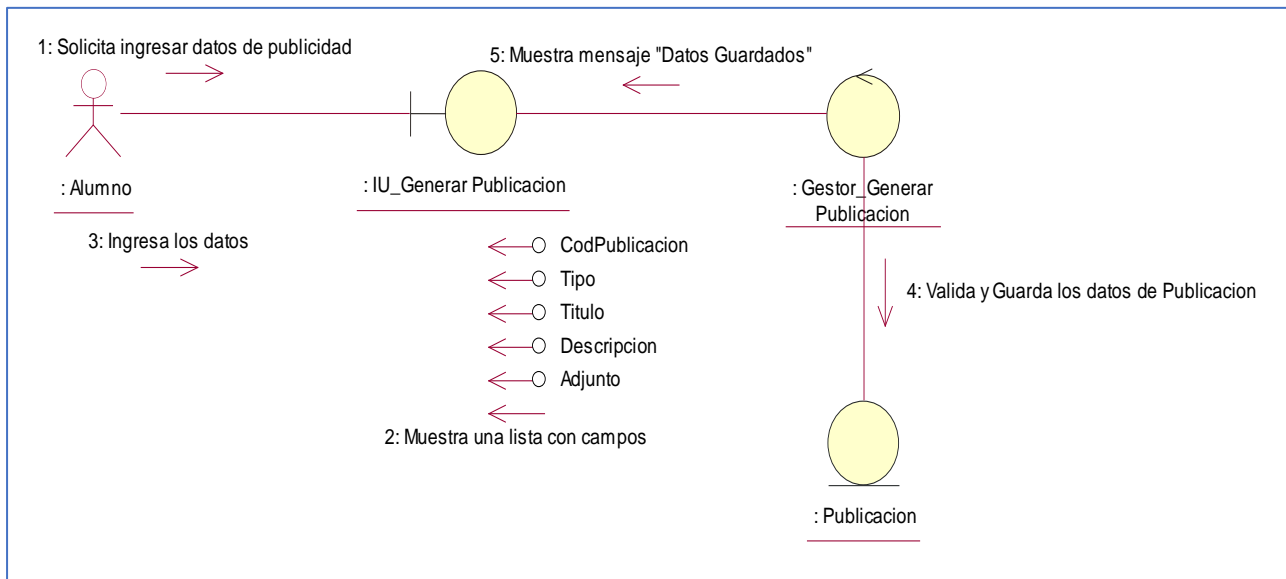 1: Solicita ingresar datos de publicidad
5: Muestra mensaje "Datos Guardados"
: Alumno
: IU_Generar Publicacion
: Gestor_Generar
Publicacion
3: Ingresa los datos
CodPublicacion
Tipo
Titulo
Descripcion
Adjunto
4: Valida y Guarda los datos de Publicacion
2: Muestra una lista con campos
: Publicacion